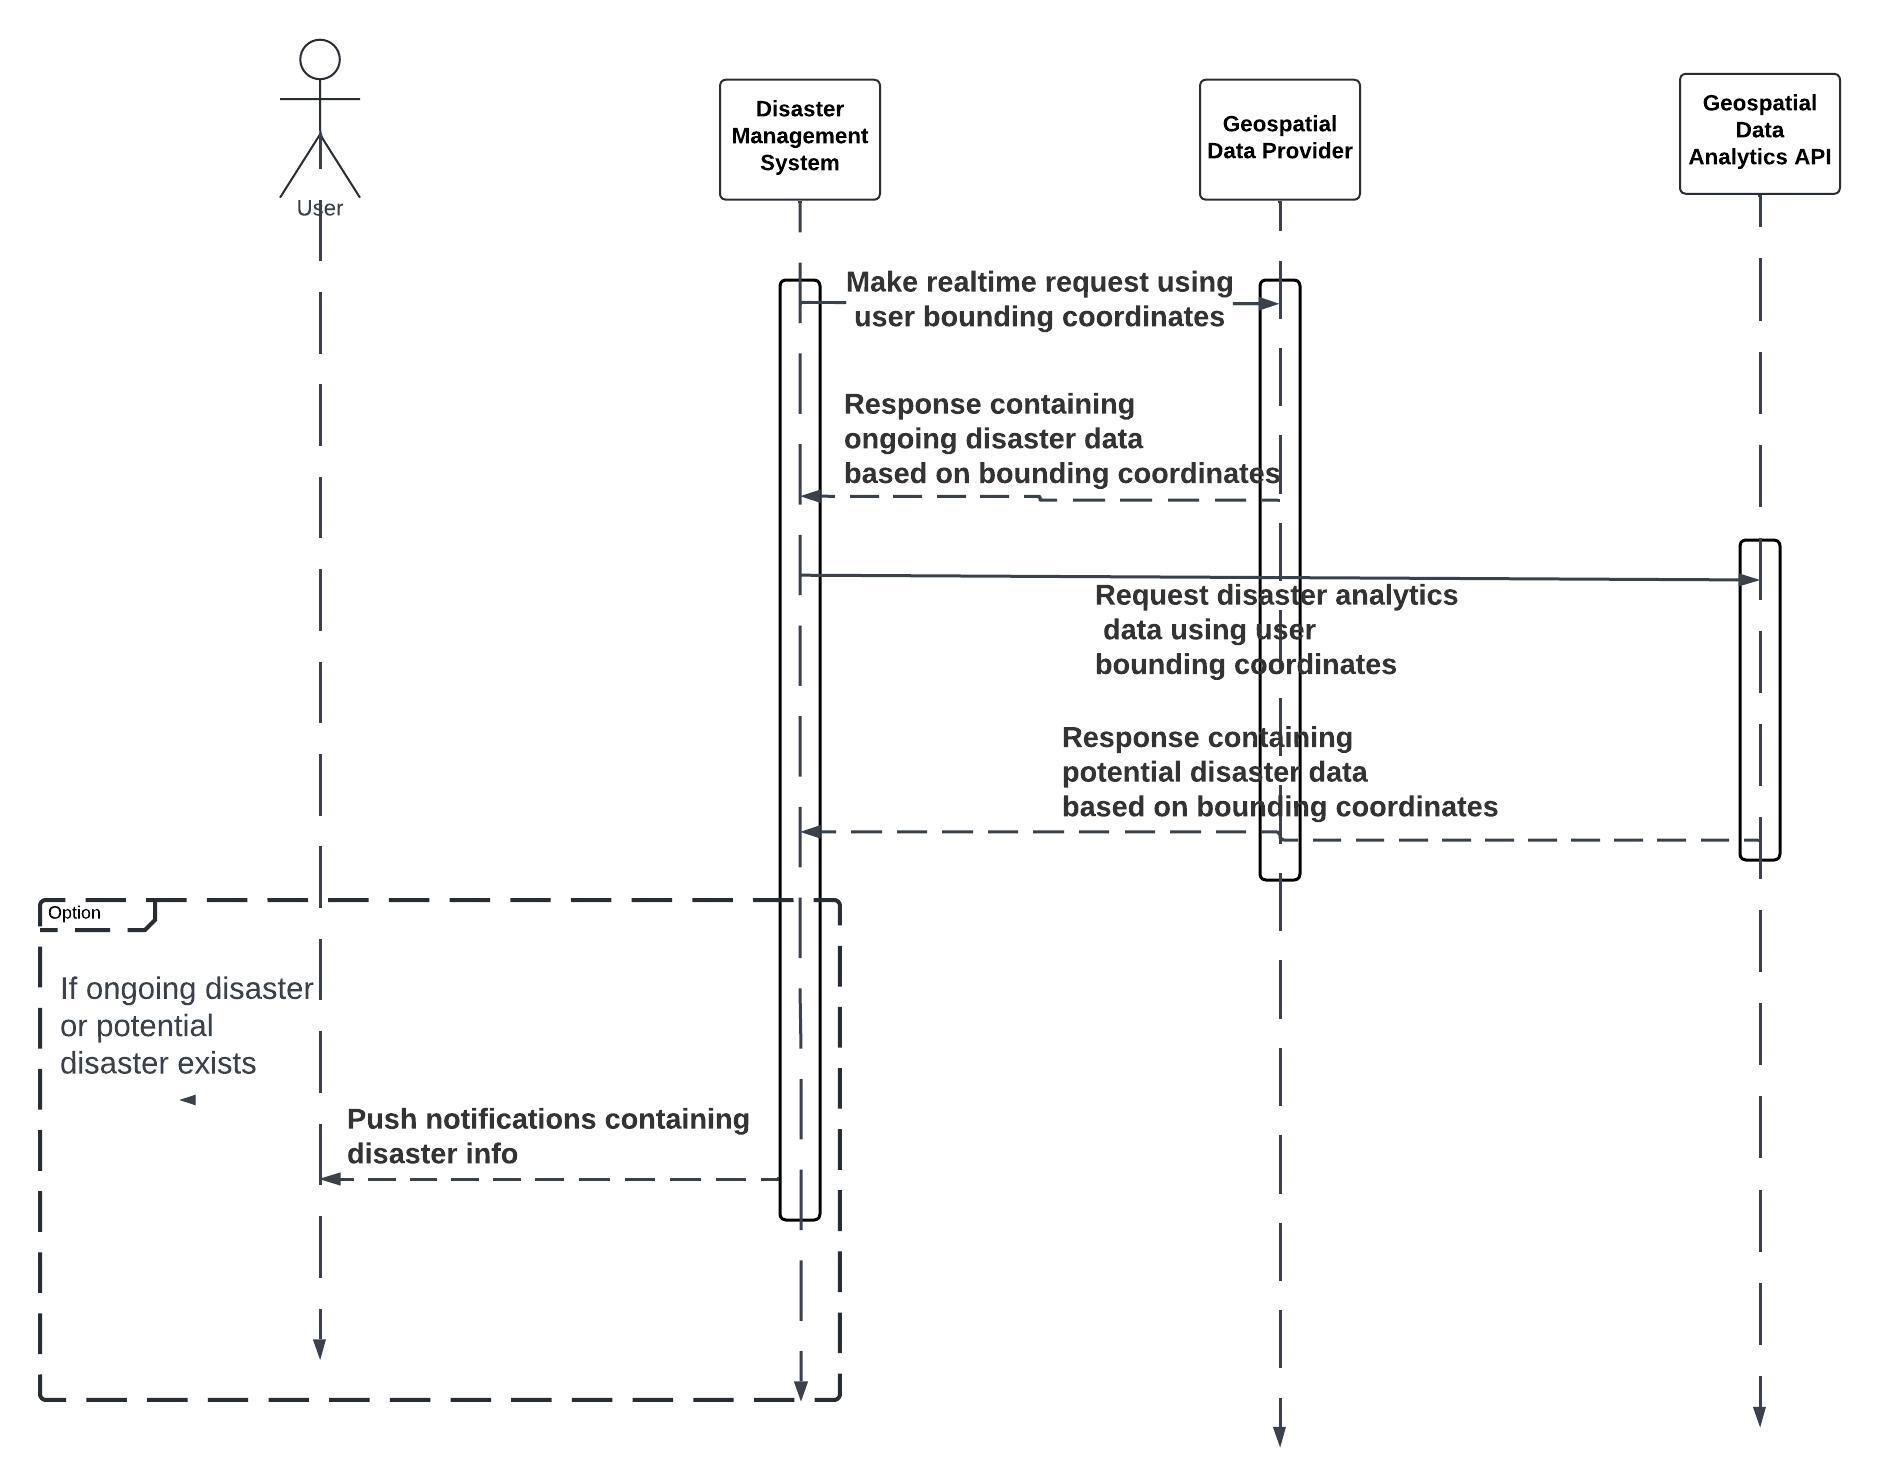 User
Disaster
Management
System
Geospatial
Data Provider
Geospatial
Data
Analytics API
Make realtime request using
user bounding coordinates
Response containing
ongoing disaster data
based on bounding coordinates
Request disaster analytics
data using user
bounding coordinates
Response containing
potential disaster data
based on bounding coordinates
Option
If ongoing disaster
or potential
disaster exists
Push notifications containing
disaster info